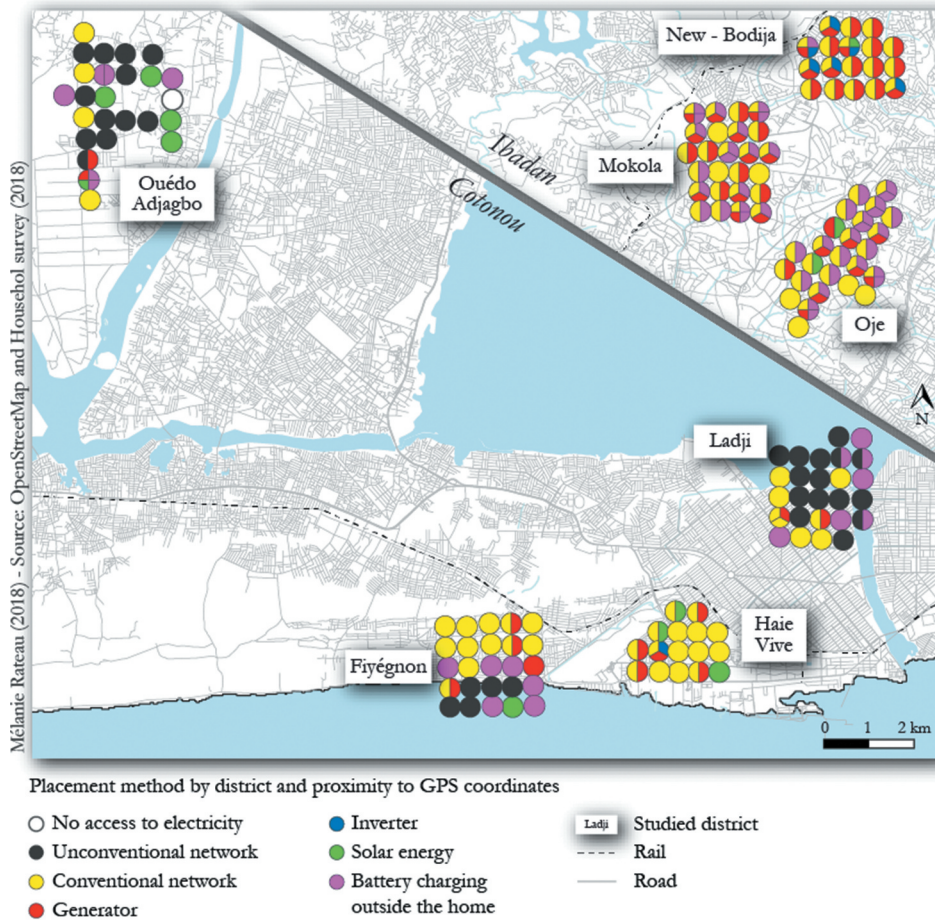 New - Bodija
Ibadan
Mokola
Ouédo
Adjagbo
Cotonou
Oje
N
Ladji
Haie
Vive
Fiyégnon
0 1 2 km
Mélanie Rateau (2018) - Source: OpenStreetMap and Househol survey (2018)
Placement method by district and proximity to GPS coordinates
No access to electricity
Unconventional network
Conventional network
Generator
Inverter
Solar energy
Battery charging
outside the home
Ladji Studied district
Rail
Road